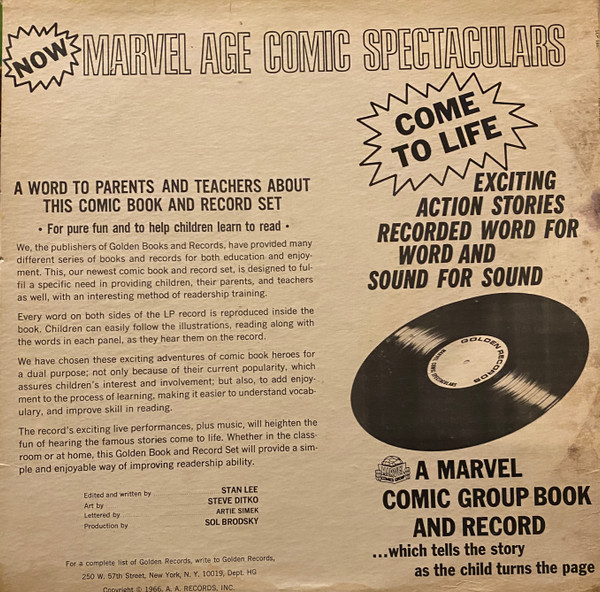 NOW
MARVEL AGE COMIC SPECTACULARS
COME
TO LIFE
EXCITING
ACTION STORIES
RECORDED WORD FOR
WORD AND
SOUND FOR SOUND
A WORD TO PARENTS AND TEACHERS ABOUT
THIS COMIC BOOK AND RECORD SET
• For pure fun and to help children learn to read •
We, the publishers of Golden Books and Records, have provided many
different series of books and records for both education and enjoy-
ment. This, our newest comic book and record set, is designed to ful-
fil a specific need in providing children, their parents, and teachers
as well, with an interesting method of readership training.
Every word on both sides of the LP record is reproduced inside the
book. Children can easily follow the illustrations, reading along with
the words in each panel, as they hear them on the record.
We have chosen these exciting adventures of comic book heroes for
a dual purpose; not only because of their current popularity, which
assures children's interest and involvement; but also, to add enjoy-
ment to the process of learning, making it easier to understand vocab-
ulary, and improve skill in reading.
The record's exciting live performances, plus music, will heighten the
fun of hearing the famous stories come to life. Whether in the class-
room or at home, this Golden Book and Record Set will provide a sim-
ple and enjoyable way of improving readership ability.
Edited and written by STAN LEE
Art by STEVE DITKO
Lettered by ARTIE SIMEK
Production by SOL BRODSKY
For a complete list of Golden Records, write to Golden Records,
250 W. 57th Street, New York, N. Y. 10019, Dept. HG
Copyright © 1966, A. A. RECORDS, INC.
GOLDEN RECORDS
MARVEL COMIC SPECTACULARS
A MARVEL
COMIC GROUP BOOK
AND RECORD
...which tells the story
as the child turns the page